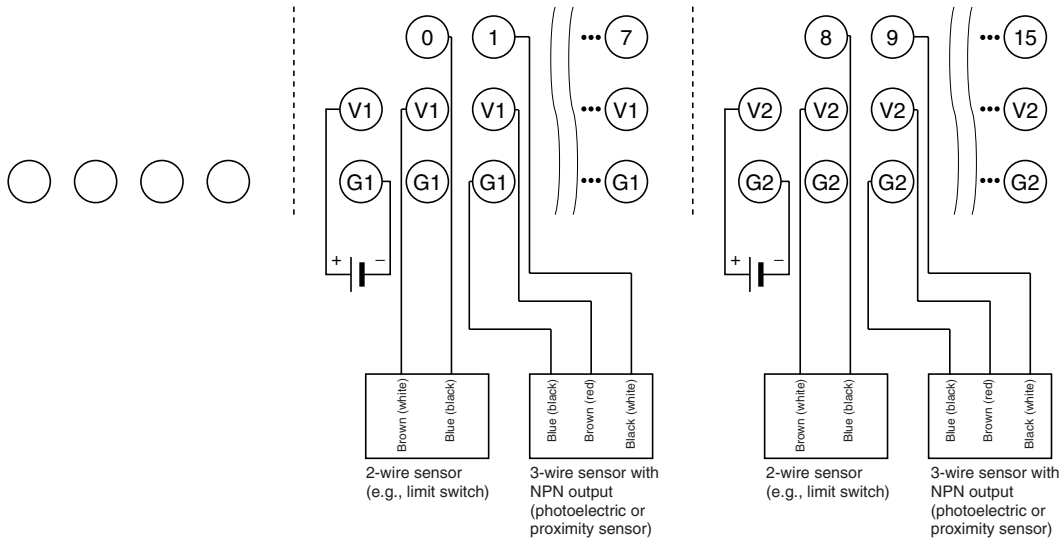 0 1 ••• 7 8 9 ••• 15
V1 V1 V1 ••• V1 V2 V2 V2 ••• V2
G1 G1 G1 ••• G1 G2 G2 G2 ••• G2
+ − + −
Brown (white)
Blue (black)
Blue (black)
Brown (red)
Black (white)
Brown (white)
Blue (black)
Blue (black)
Brown (red)
Black (white)
2-wire sensor
(e.g., limit switch)
3-wire sensor with
NPN output
(photoelectric or
proximity sensor)
2-wire sensor
(e.g., limit switch)
3-wire sensor with
NPN output
(photoelectric or
proximity sensor)